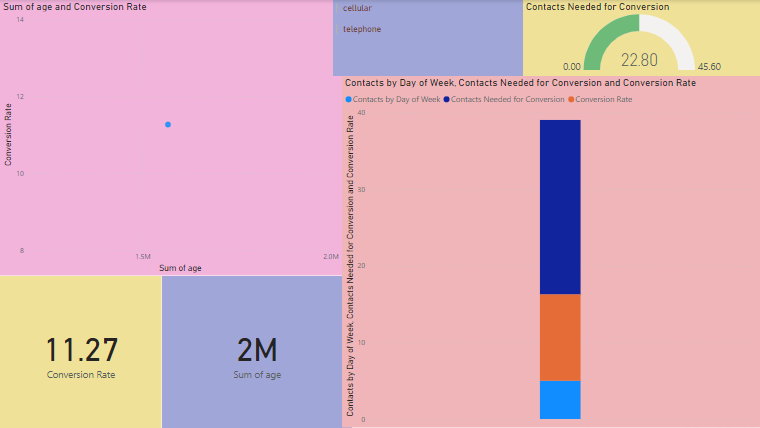 Sum of age and Conversion Rate
14
12
10
8
Conversion Rate
1.5M
2.0M
Sum of age
cellular
telephone
Contacts Needed for Conversion
0.00
22.80
45.60
Contacts by Day of Week, Contacts Needed for Conversion and Conversion Rate
Contacts by Day of Week Contacts Needed for Conversion Conversion Rate
Contacts by Day of Week, Contacts Needed for Conversion and Conversion Rate
40
30
20
10
0
11.27
Conversion Rate
2M
Sum of age